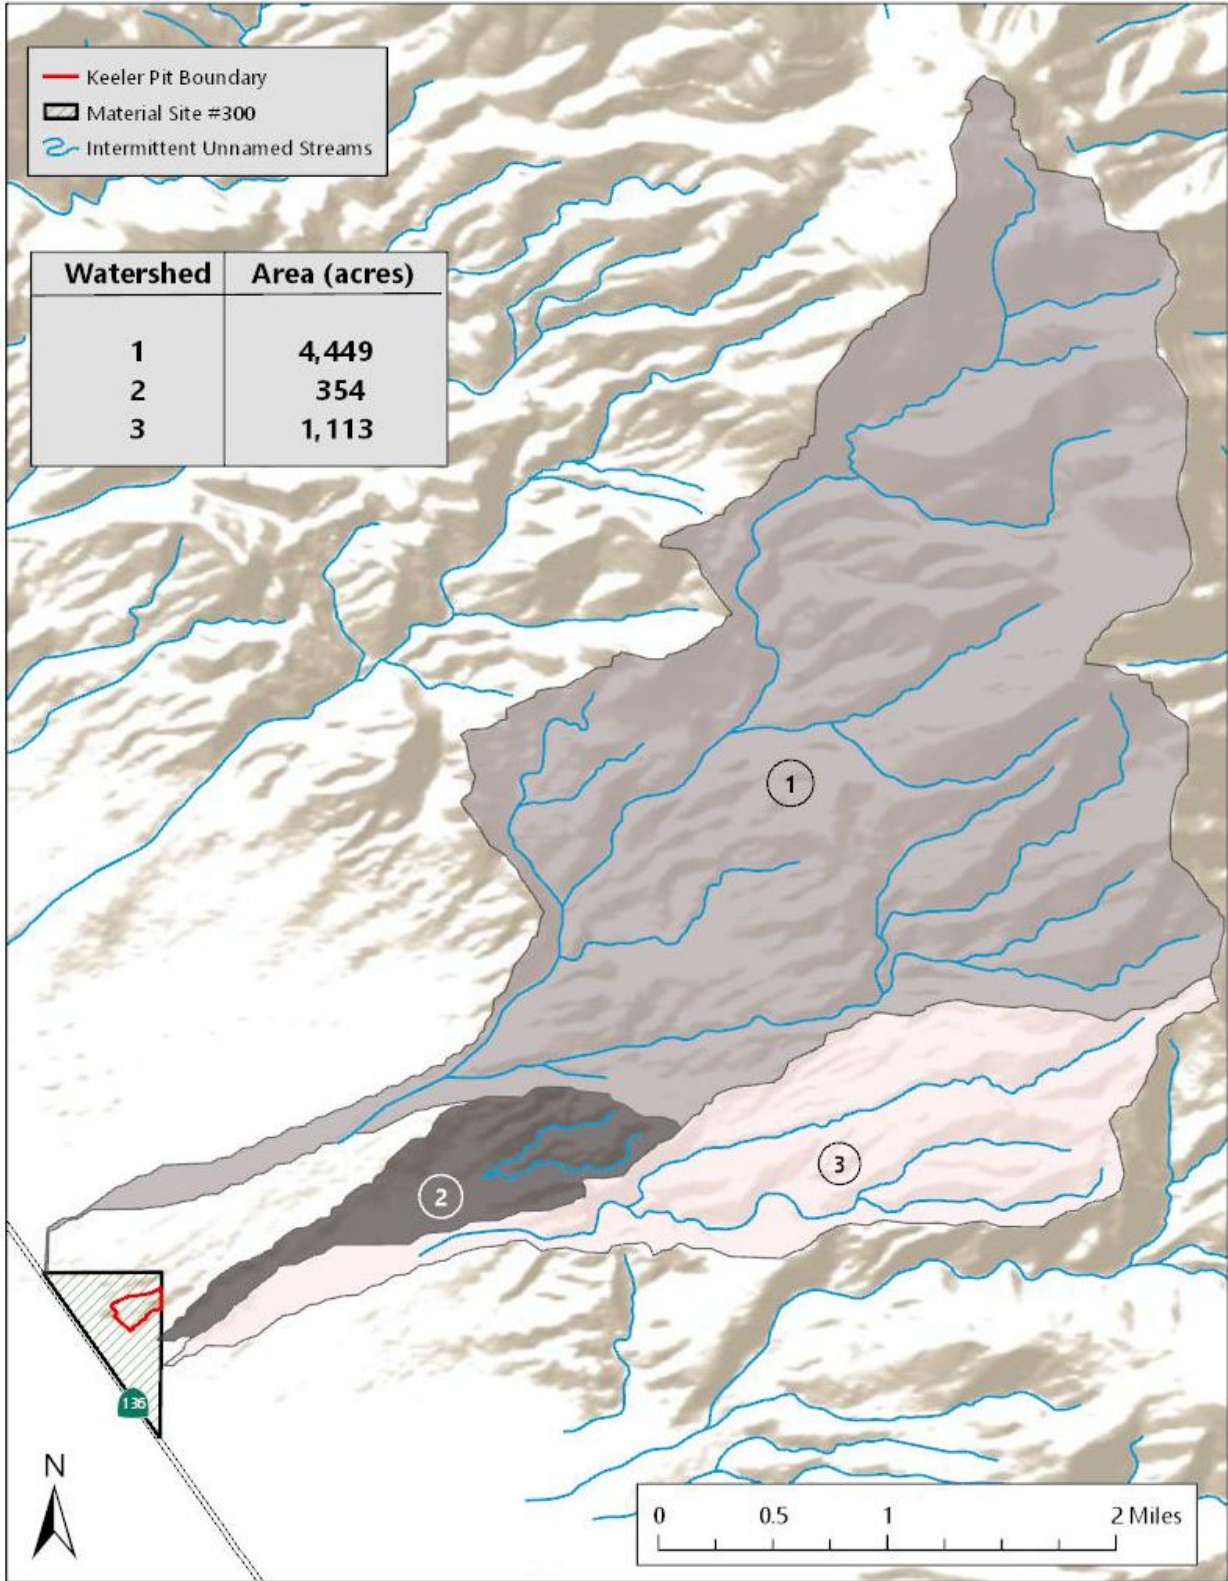 Keeler Pit Boundary
Material Site #300
Intermittent Unnamed Streams
Watershed Area (acres)
1 4,449
2 354
3 1,113
1
3
2
136
N
0 0.5 1 2 Miles